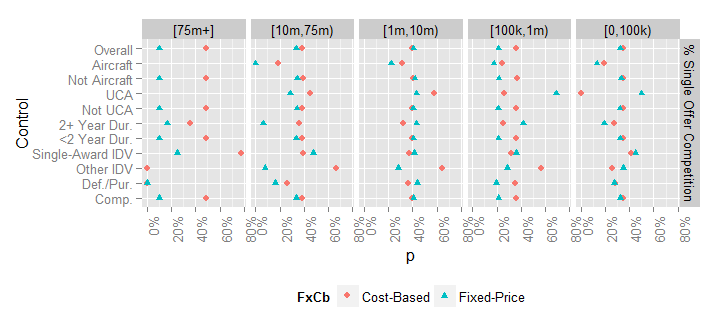 [75m+] [10m,75m) [1m,10m) [100k,1m) [0,100k)
Control
Overall
Aircraft
Not Aircraft
UCA
Not UCA
2+ Year Dur.
<2 Year Dur.
Single-Award IDV
Other IDV
Def./Pur.
Comp.
% Single Offer Competition
0% 20% 40% 60% 80% 0% 20% 40% 60% 80% 0% 20% 40% 60% 80% 0% 20% 40% 60% 80% 0% 20% 40% 60% 80%
p
FxCb Cost-Based Fixed-Price